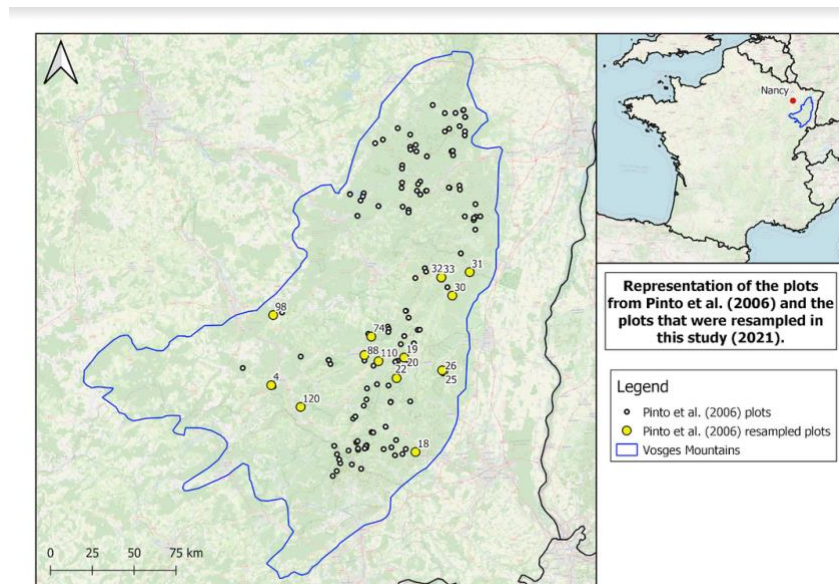 Nancy
32
33
31
30
98
74
88
110
19
20
22
26
25
4
120
18
0 25 50 75 km
Representation of the plots
from Pinto et al. (2006) and the
plots that were resampled in
this study (2021).
Legend
Pinto et al. (2006) plots
Pinto et al. (2006) resampled plots
Vosges Mountains